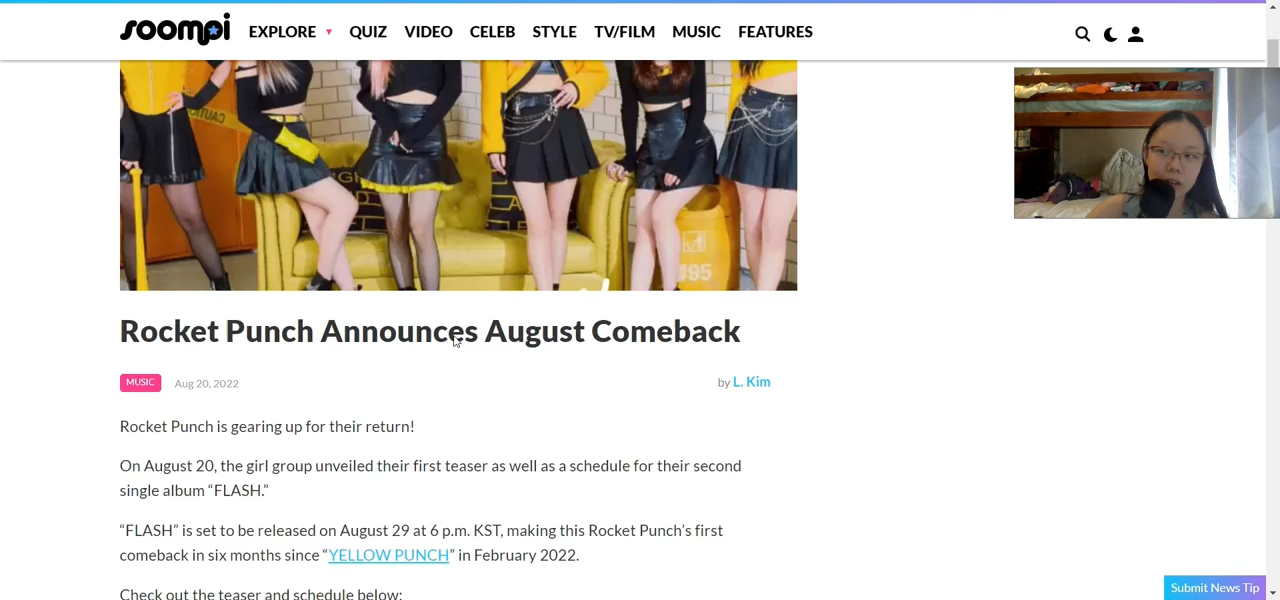 soompi
EXPLORE ▼ QUIZ VIDEO CELEB STYLE TV/FILM MUSIC FEATURES
CAUTION
#95
Rocket Punch Announces August Comeback
MUSIC Aug 20, 2022 by L. Kim
Rocket Punch is gearing up for their return!
On August 20, the girl group unveiled their first teaser as well as a schedule for their second
single album “FLASH.”
“FLASH” is set to be released on August 29 at 6 p.m. KST, making this Rocket Punch’s first
comeback in six months since “YELLOW PUNCH” in February 2022.
Check out the teaser and schedule below:
Submit News Tip